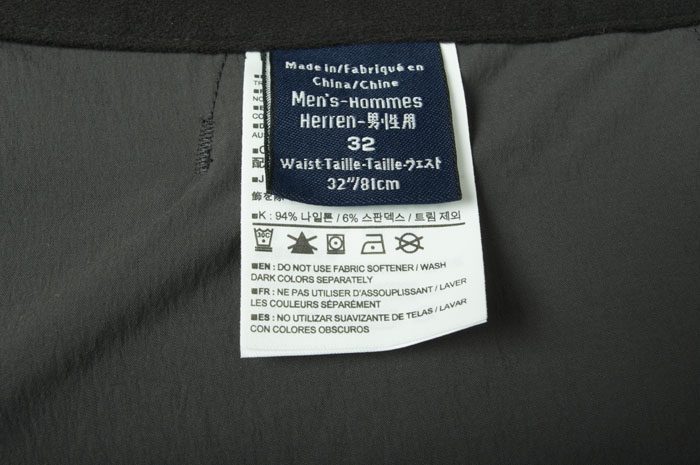 Made in/Fabriqué en
China/Chine
Men's-Hommes
Herren-男性用
32
Waist-Taille-Taille-ウェスト
32"/81cm
■K : 94% 나일론 / 6% 스판덱스 / 트림 제외
30C
■EN : DO NOT USE FABRIC SOFTENER / WASH
DARK COLORS SEPARATELY
■FR : NE PAS UTILISER D'ASSOUPLISSANT / LAVER
LES COULEURS SÉPARÉMENT
■ES : NO UTILIZAR SUAVIZANTE DE TELAS / LAVAR
CON COLORES OBSCUROS